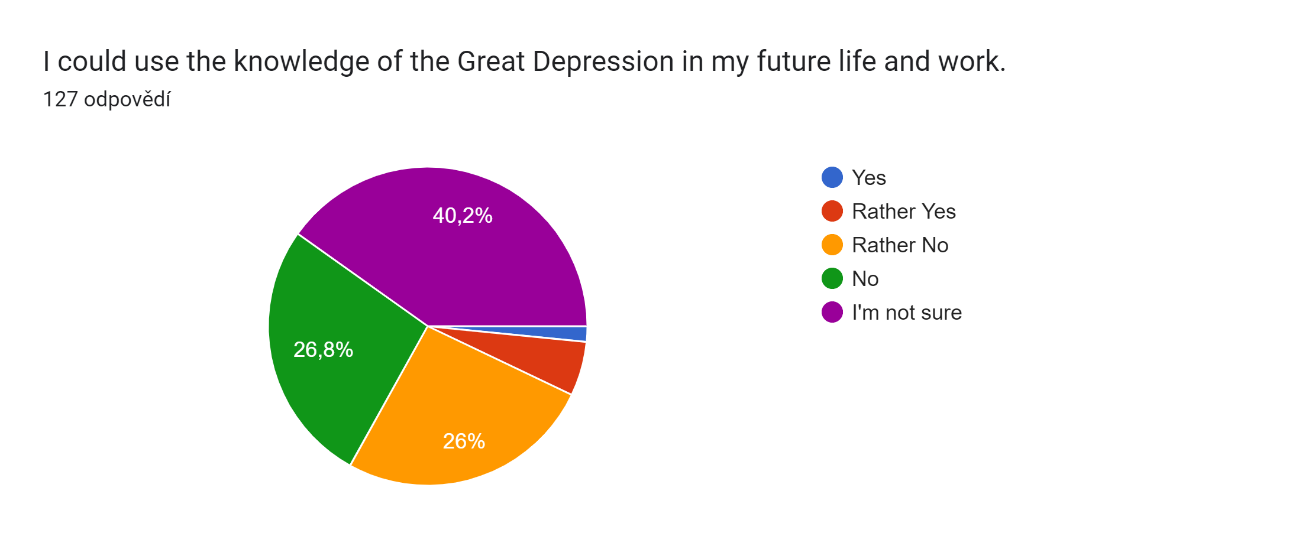 I could use the knowledge of the Great Depression in my future life and work.
127 odpovědí
40,2%
26,8%
26%
Yes
Rather Yes
Rather No
No
I'm not sure